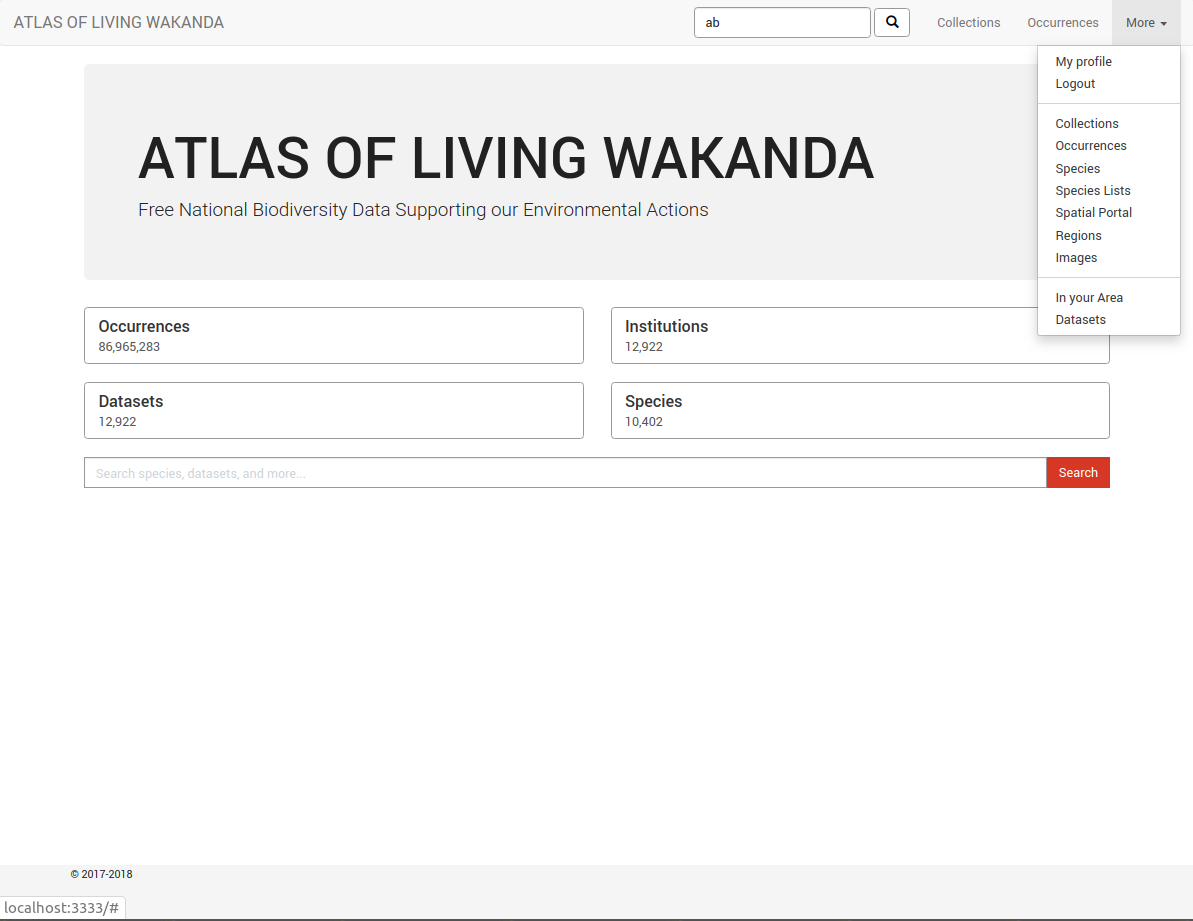 ATLAS OF LIVING WAKANDA
ab
Collections
Occurrences
More
My profile
Logout
Collections
Occurrences
Species
Species Lists
Spatial Portal
Regions
Images
In your Area
Datasets
ATLAS OF LIVING WAKANDA
Free National Biodiversity Data Supporting our Environmental Actions
Occurrences
86,965,283
Institutions
12,922
Datasets
12,922
Species
10,402
Search species, datasets, and more...
Search
© 2017-2018
localhost:3333/#